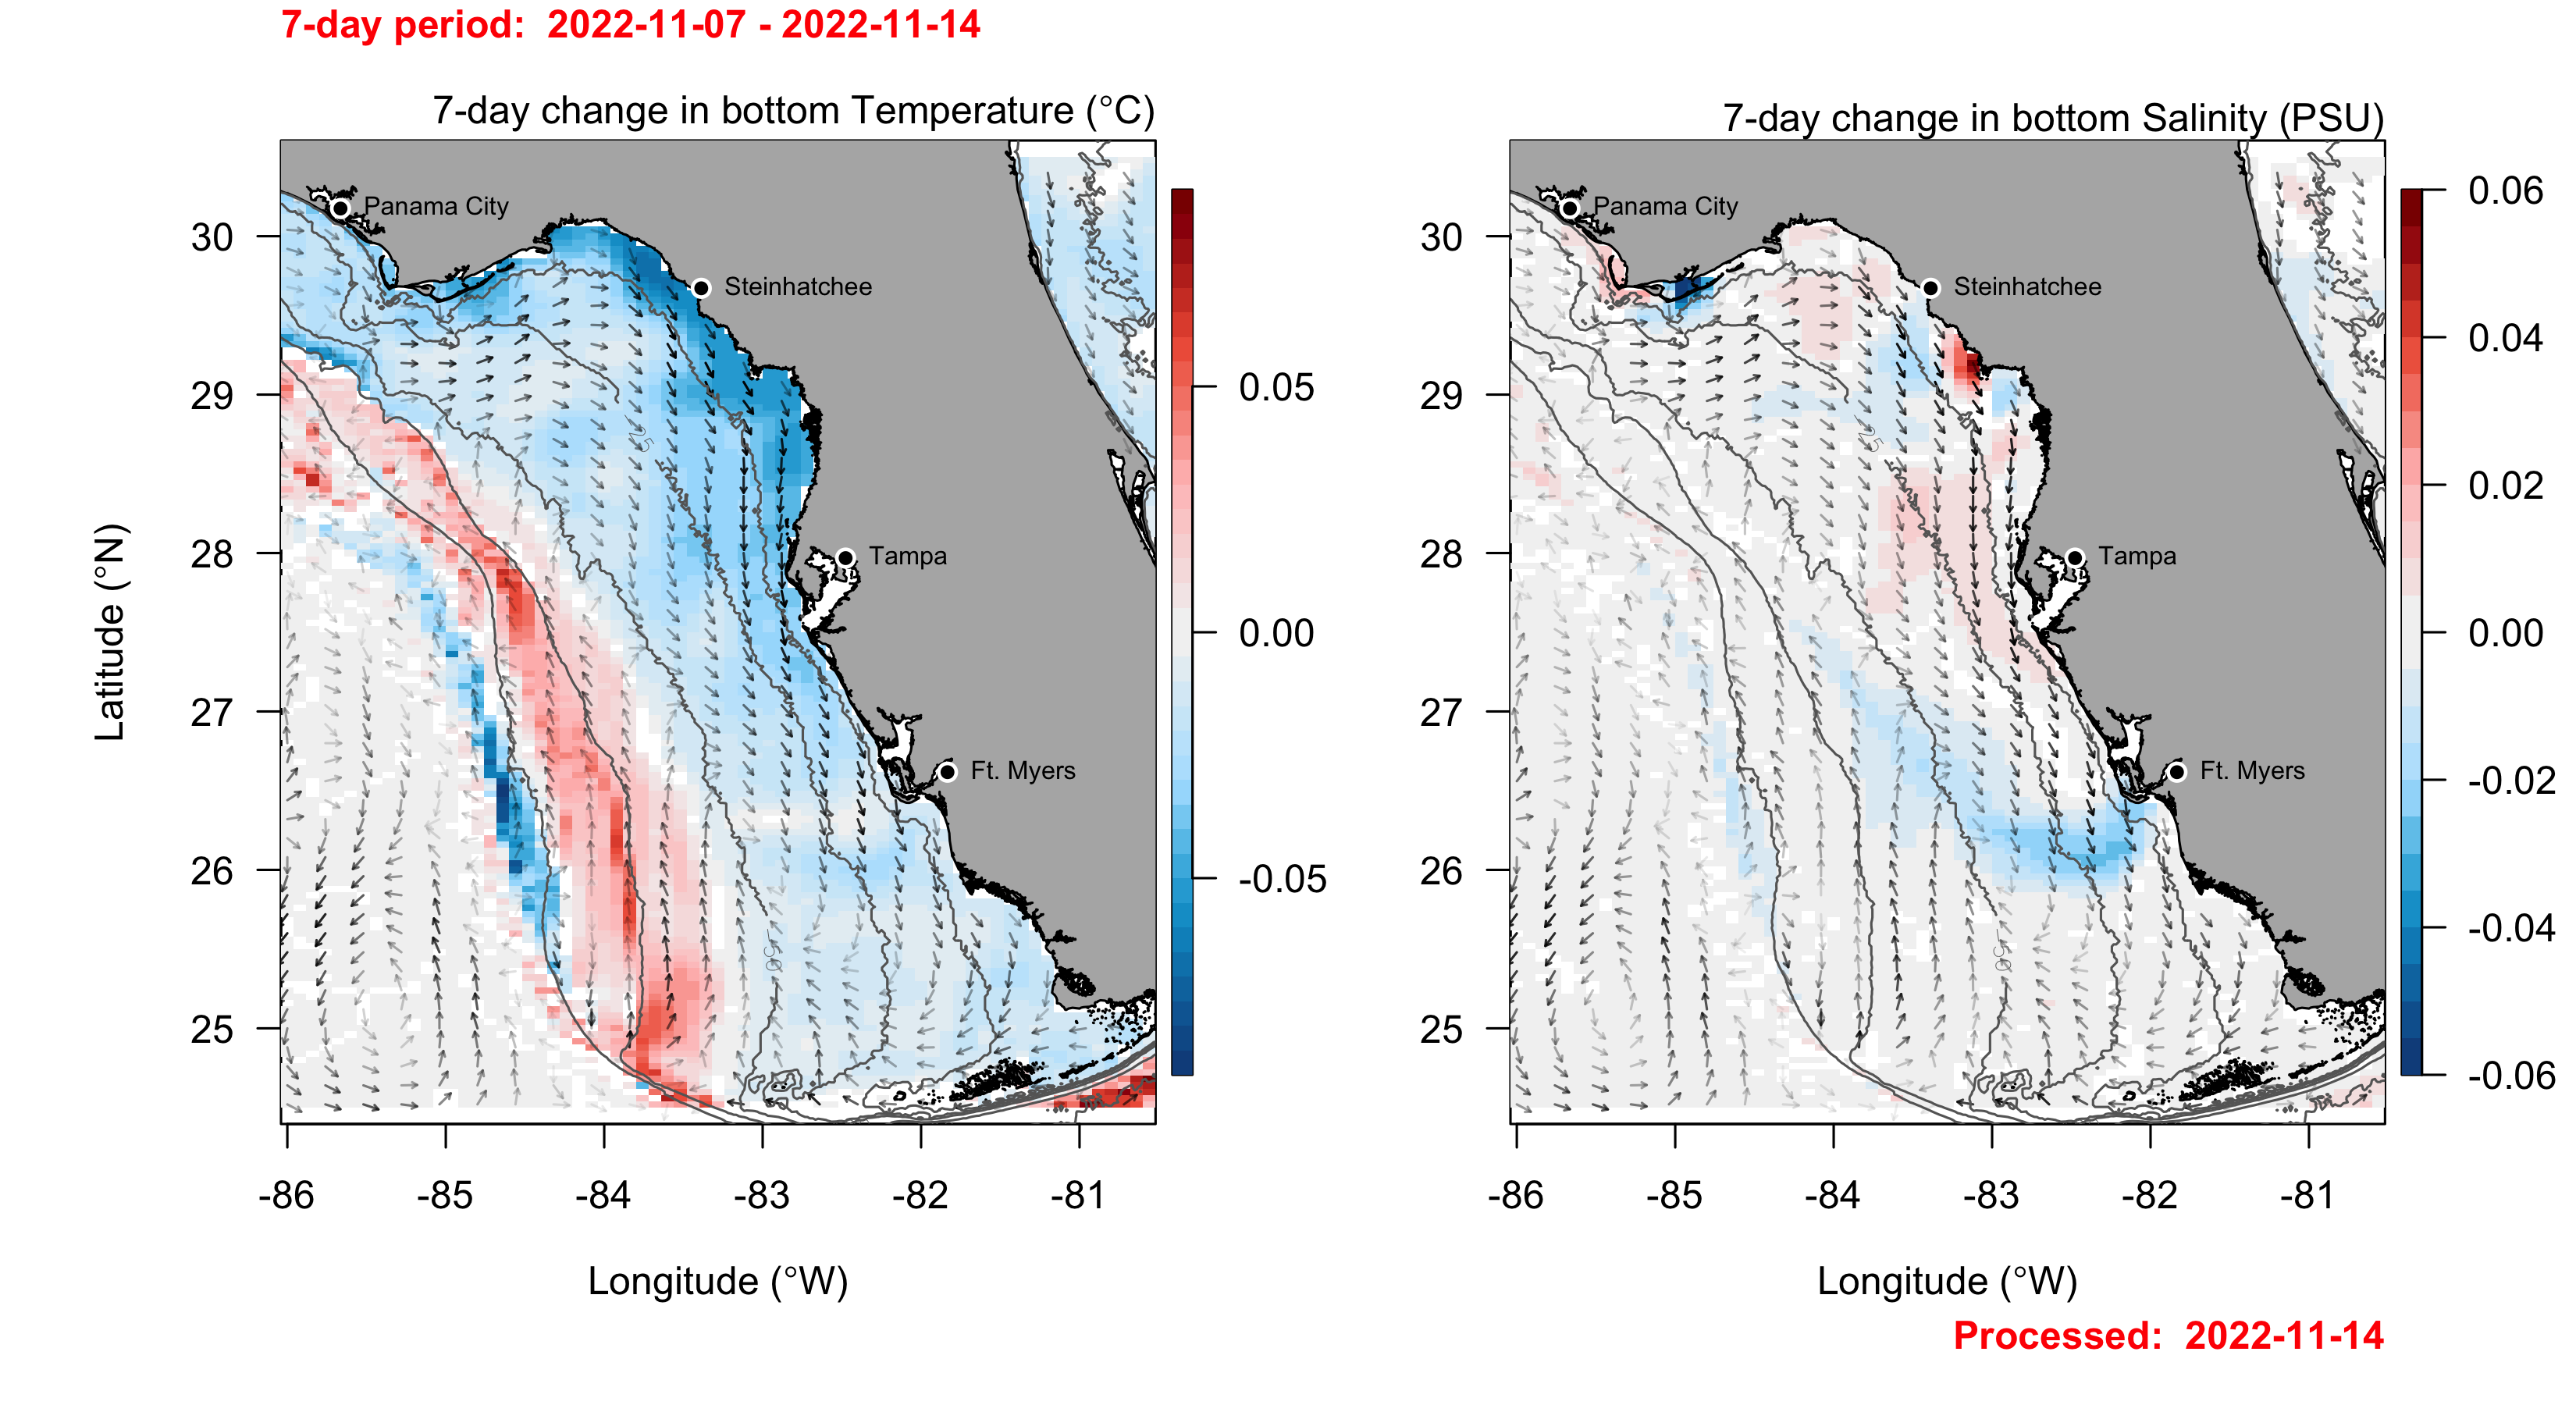 7-day period:  2022-11-07 - 2022-11-14
7-day change in bottom Temperature (°C)
Panama City
Steinhatchee
Tampa
Ft. Myers
-25
-50
30
29
28
27
26
25
Latitude (°N)
-86 -85 -84 -83 -82 -81
Longitude (°W)
0.05
0.00
-0.05
7-day change in bottom Salinity (PSU)
Panama City
Steinhatchee
Tampa
Ft. Myers
-25
-50
30
29
28
27
26
25
-86 -85 -84 -83 -82 -81
Longitude (°W)
0.06
0.04
0.02
0.00
-0.02
-0.04
-0.06
Processed:  2022-11-14